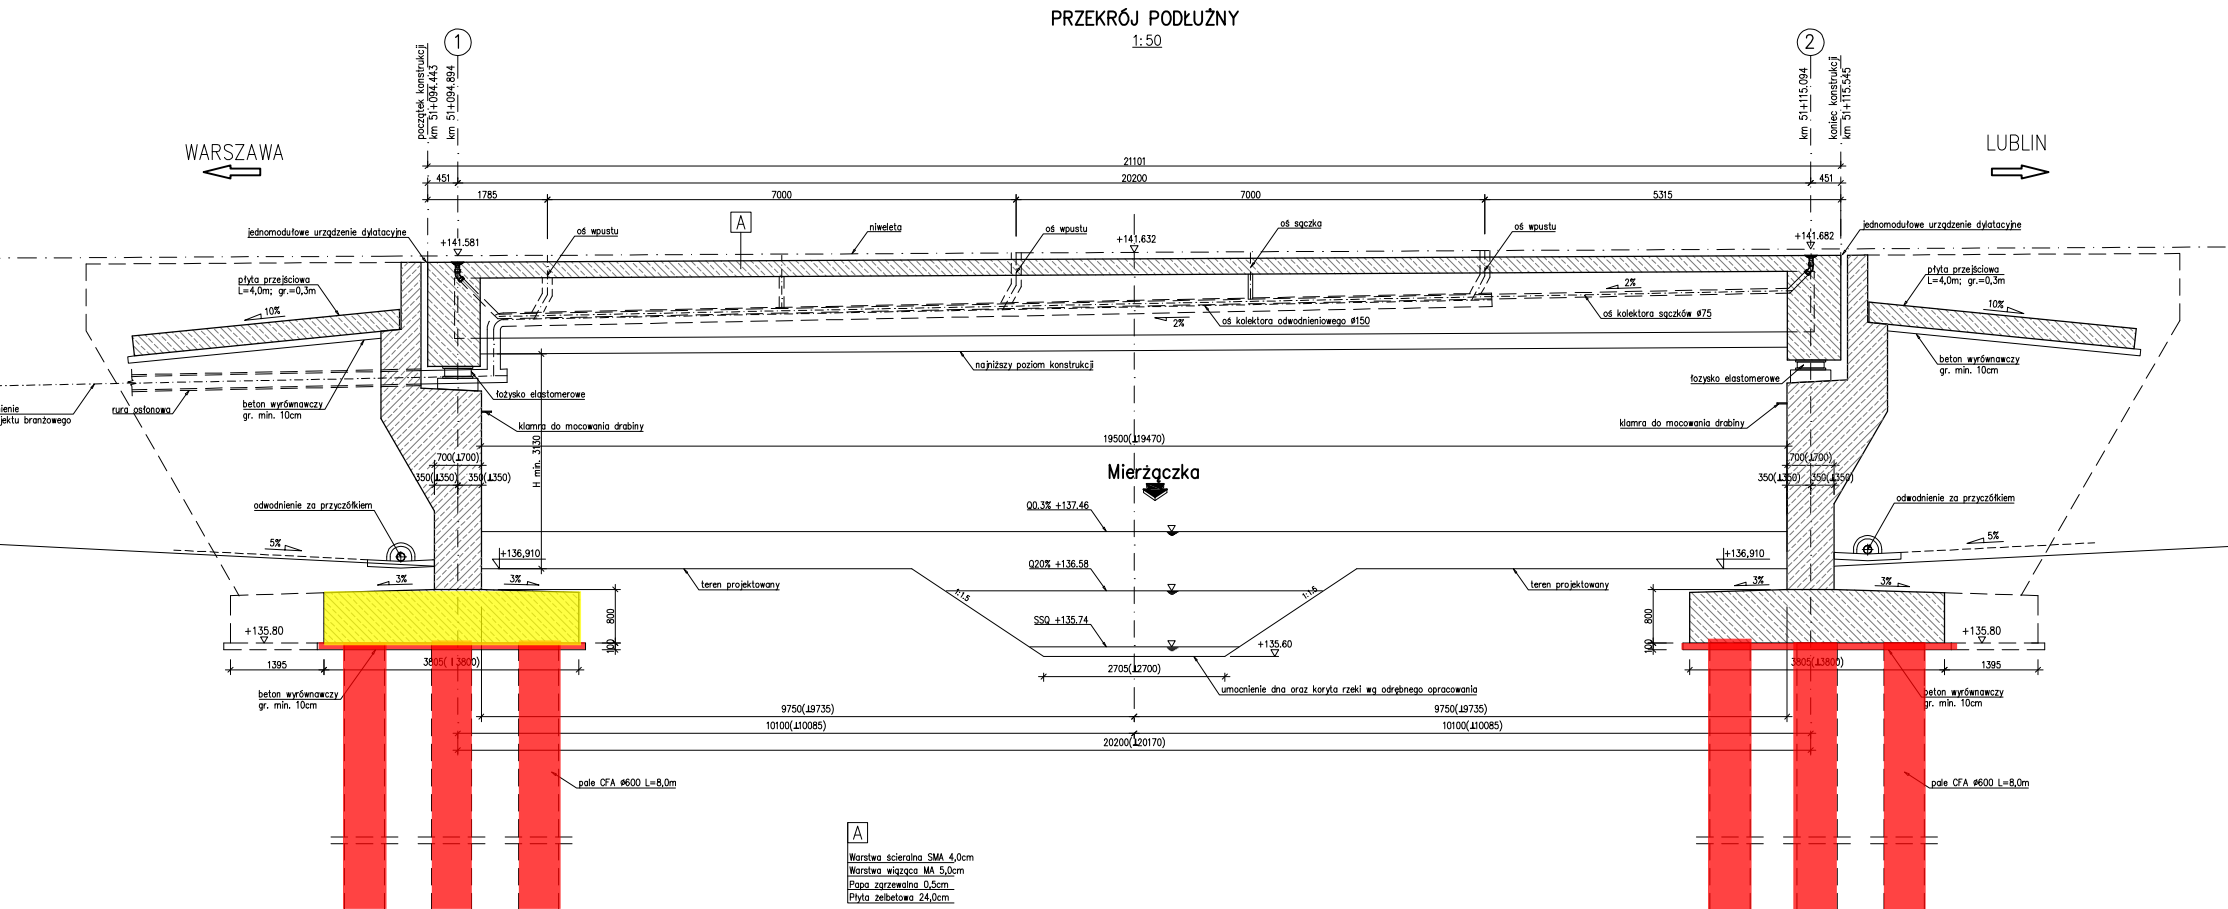 PRZEKRÓJ PODŁUŻNY
1:50
1
2
początek konstrukcji
km 51+094.443
km 51+094.894
km 51+115.094
koniec konstrukcji
km 51+115.545
WARSZAWA
LUBLIN
21101
451
20200
451
1785
7000
7000
5315
A
jednomodułowe urządzenie dylatacyjne
+141.581
oś wpustu
niweleta
oś wpustu
+141.632
oś sączka
oś wpustu
+141.682
jednomodułowe urządzenie dylatacyjne
płyta przejściowa
L=4,0m; gr.=0,3m
10%
płyta przejściowa
L=4,0m; gr.=0,3m
10%
2%
2%
oś kolektora odwodnieniowego Ø150
oś kolektora sączków Ø75
najniższy poziom konstrukcji
beton wyrównawczy
gr. min. 10cm
łożysko elastomerowe
łozysko elastomerowe
ienie
jektu branżowego
rura osłonowa
beton wyrównawczy
gr. min. 10cm
klamra do mocowania drabiny
klamra do mocowania drabiny
H min. 3130
19500(⊥19470)
700(⊥700)
350(⊥350)
350(⊥350)
700(⊥700)
350(⊥350)
350(⊥350)
Mierżączka
odwodnienie za przyczółkiem
odwodnienie za przyczółkiem
Q0.3% +137.46
5%
+136,910
+136,910
5%
Q20% +136.58
teren projektowany
teren projektowany
3%
3%
3%
3%
1:1.5
1:1.5
800
100
800
100
SSQ +135.74
+135.80
+135.60
+135.80
1395
3805(⊥3800)
2705(⊥2700)
3805(⊥3800)
1395
beton wyrównawczy
gr. min. 10cm
umocnienie dna oraz koryta rzeki wg odrębnego opracowania
beton wyrównawczy
gr. min. 10cm
9750(⊥9735)
9750(⊥9735)
10100(⊥10085)
10100(⊥10085)
20200(⊥20170)
pale CFA Ø600 L=8,0m
pale CFA Ø600 L=8,0m
A
Warstwa ścieralna SMA 4,0cm
Warstwa wiążąca MA 5,0cm
Papa zgrzewalna 0,5cm
Płyta żelbetowa 24,0cm